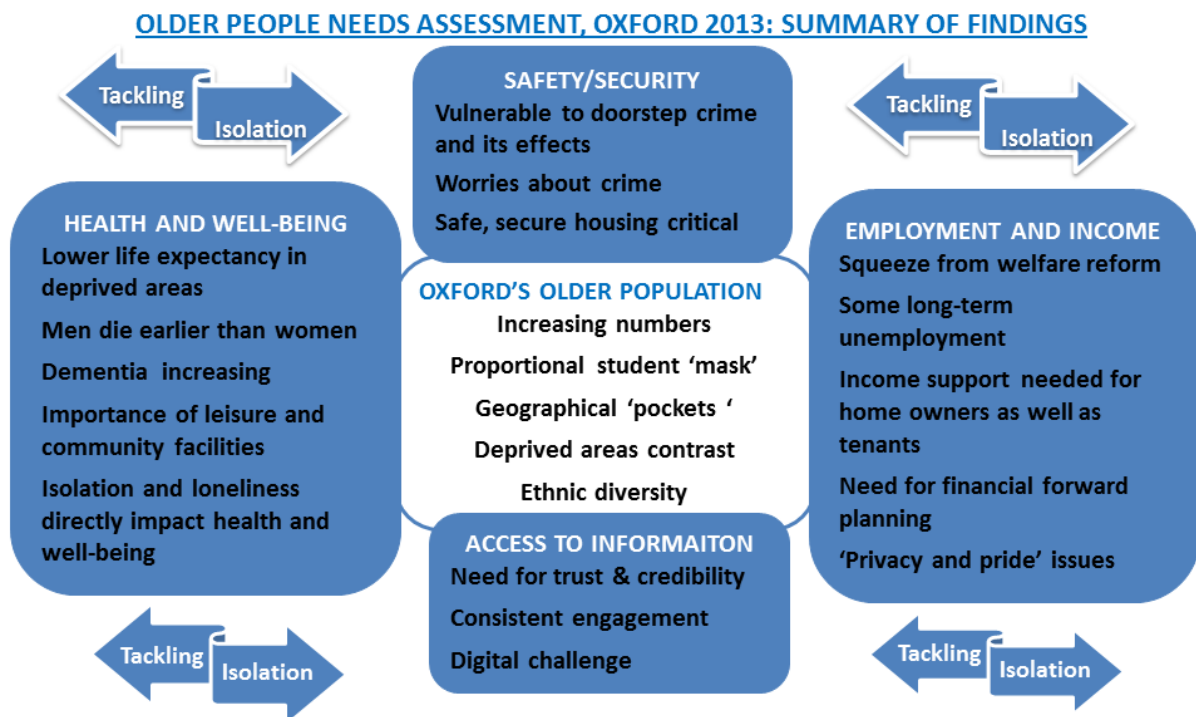 OLDER PEOPLE NEEDS ASSESSMENT, OXFORD 2013: SUMMARY OF FINDINGS
Tackling
Isolation
SAFETY/SECURITY
Vulnerable to doorstep crime
and its effects
Worries about crime
Safe, secure housing critical
Tackling
Isolation
HEALTH AND WELL-BEING
Lower life expectancy in
deprived areas
Men die earlier than women
Dementia increasing
Importance of leisure and
community facilities
Isolation and loneliness
directly impact health and
well-being
OXFORD'S OLDER POPULATION
Increasing numbers
Proportional student ‘mask’
Geographical ‘pockets ‘
Deprived areas contrast
Ethnic diversity
EMPLOYMENT AND INCOME
Squeeze from welfare reform
Some long-term
unemployment
Income support needed for
home owners as well as
tenants
Need for financial forward
planning
‘Privacy and pride’ issues
ACCESS TO INFORMAITON
Need for trust & credibility
Consistent engagement
Digital challenge
Tackling
Isolation
Tackling
Isolation